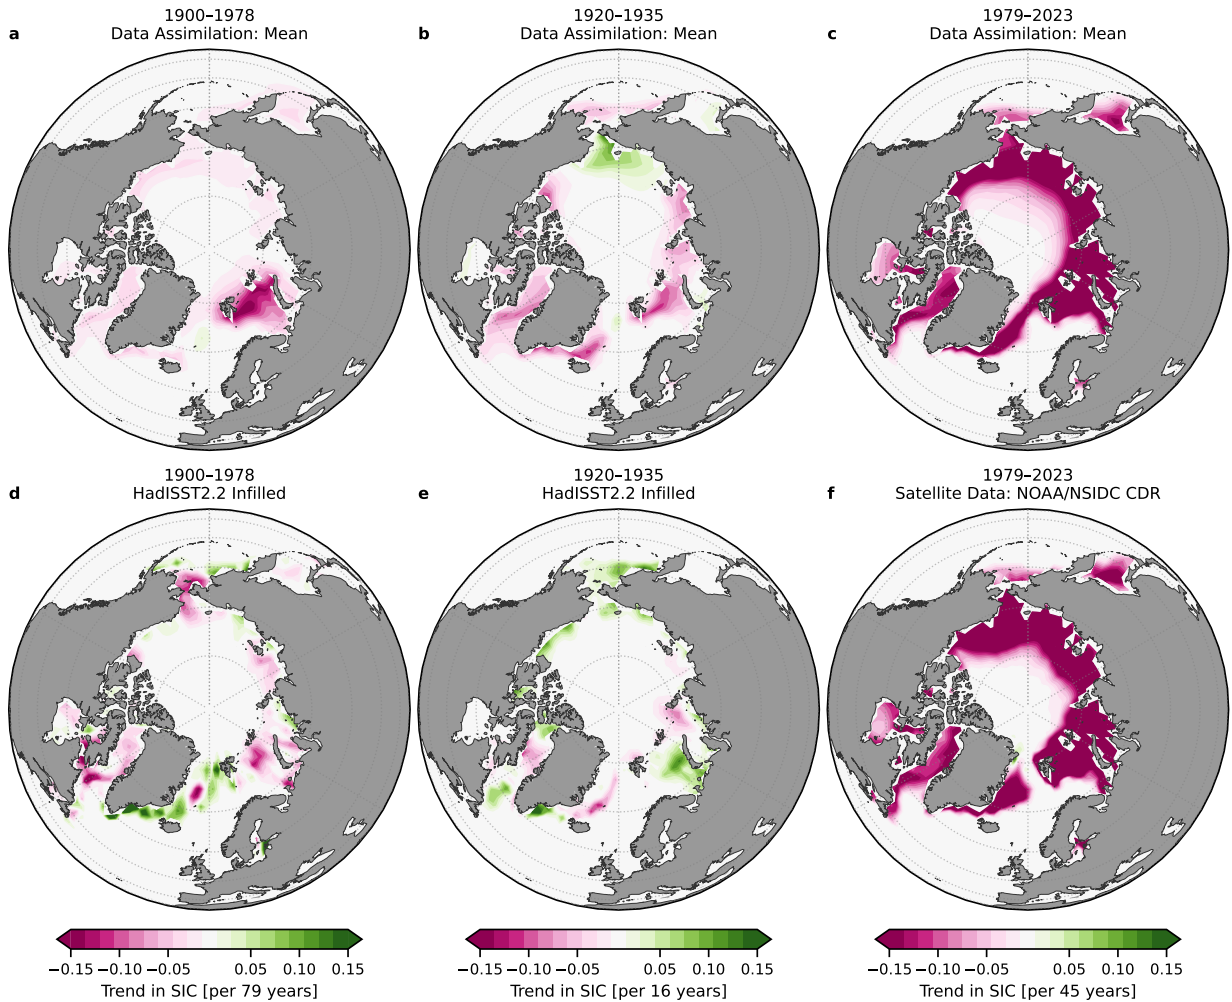 a
1900–1978
Data Assimilation: Mean
b
1920–1935
Data Assimilation: Mean
c
1979–2023
Data Assimilation: Mean
d
1900–1978
HadISST2.2 Infilled
e
1920–1935
HadISST2.2 Infilled
f
1979–2023
Satellite Data: NOAA/NSIDC CDR
−0.15 −0.10 −0.05 0.05 0.10 0.15
Trend in SIC [per 79 years]
−0.15 −0.10 −0.05 0.05 0.10 0.15
Trend in SIC [per 16 years]
−0.15 −0.10 −0.05 0.05 0.10 0.15
Trend in SIC [per 45 years]